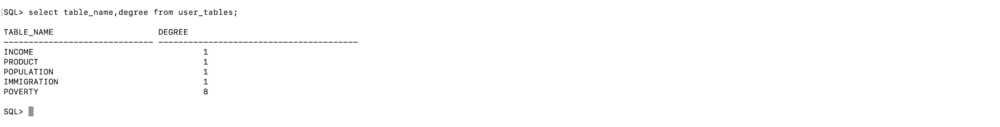 [SQL> select table_name,degree from user_tables;
TABLE_NAME                     DEGREE
------------------------------ ----------------------------------------
INCOME                                  1
PRODUCT                                 1
POPULATION                              1
IMMIGRATION                             1
POVERTY                                 8
SQL>